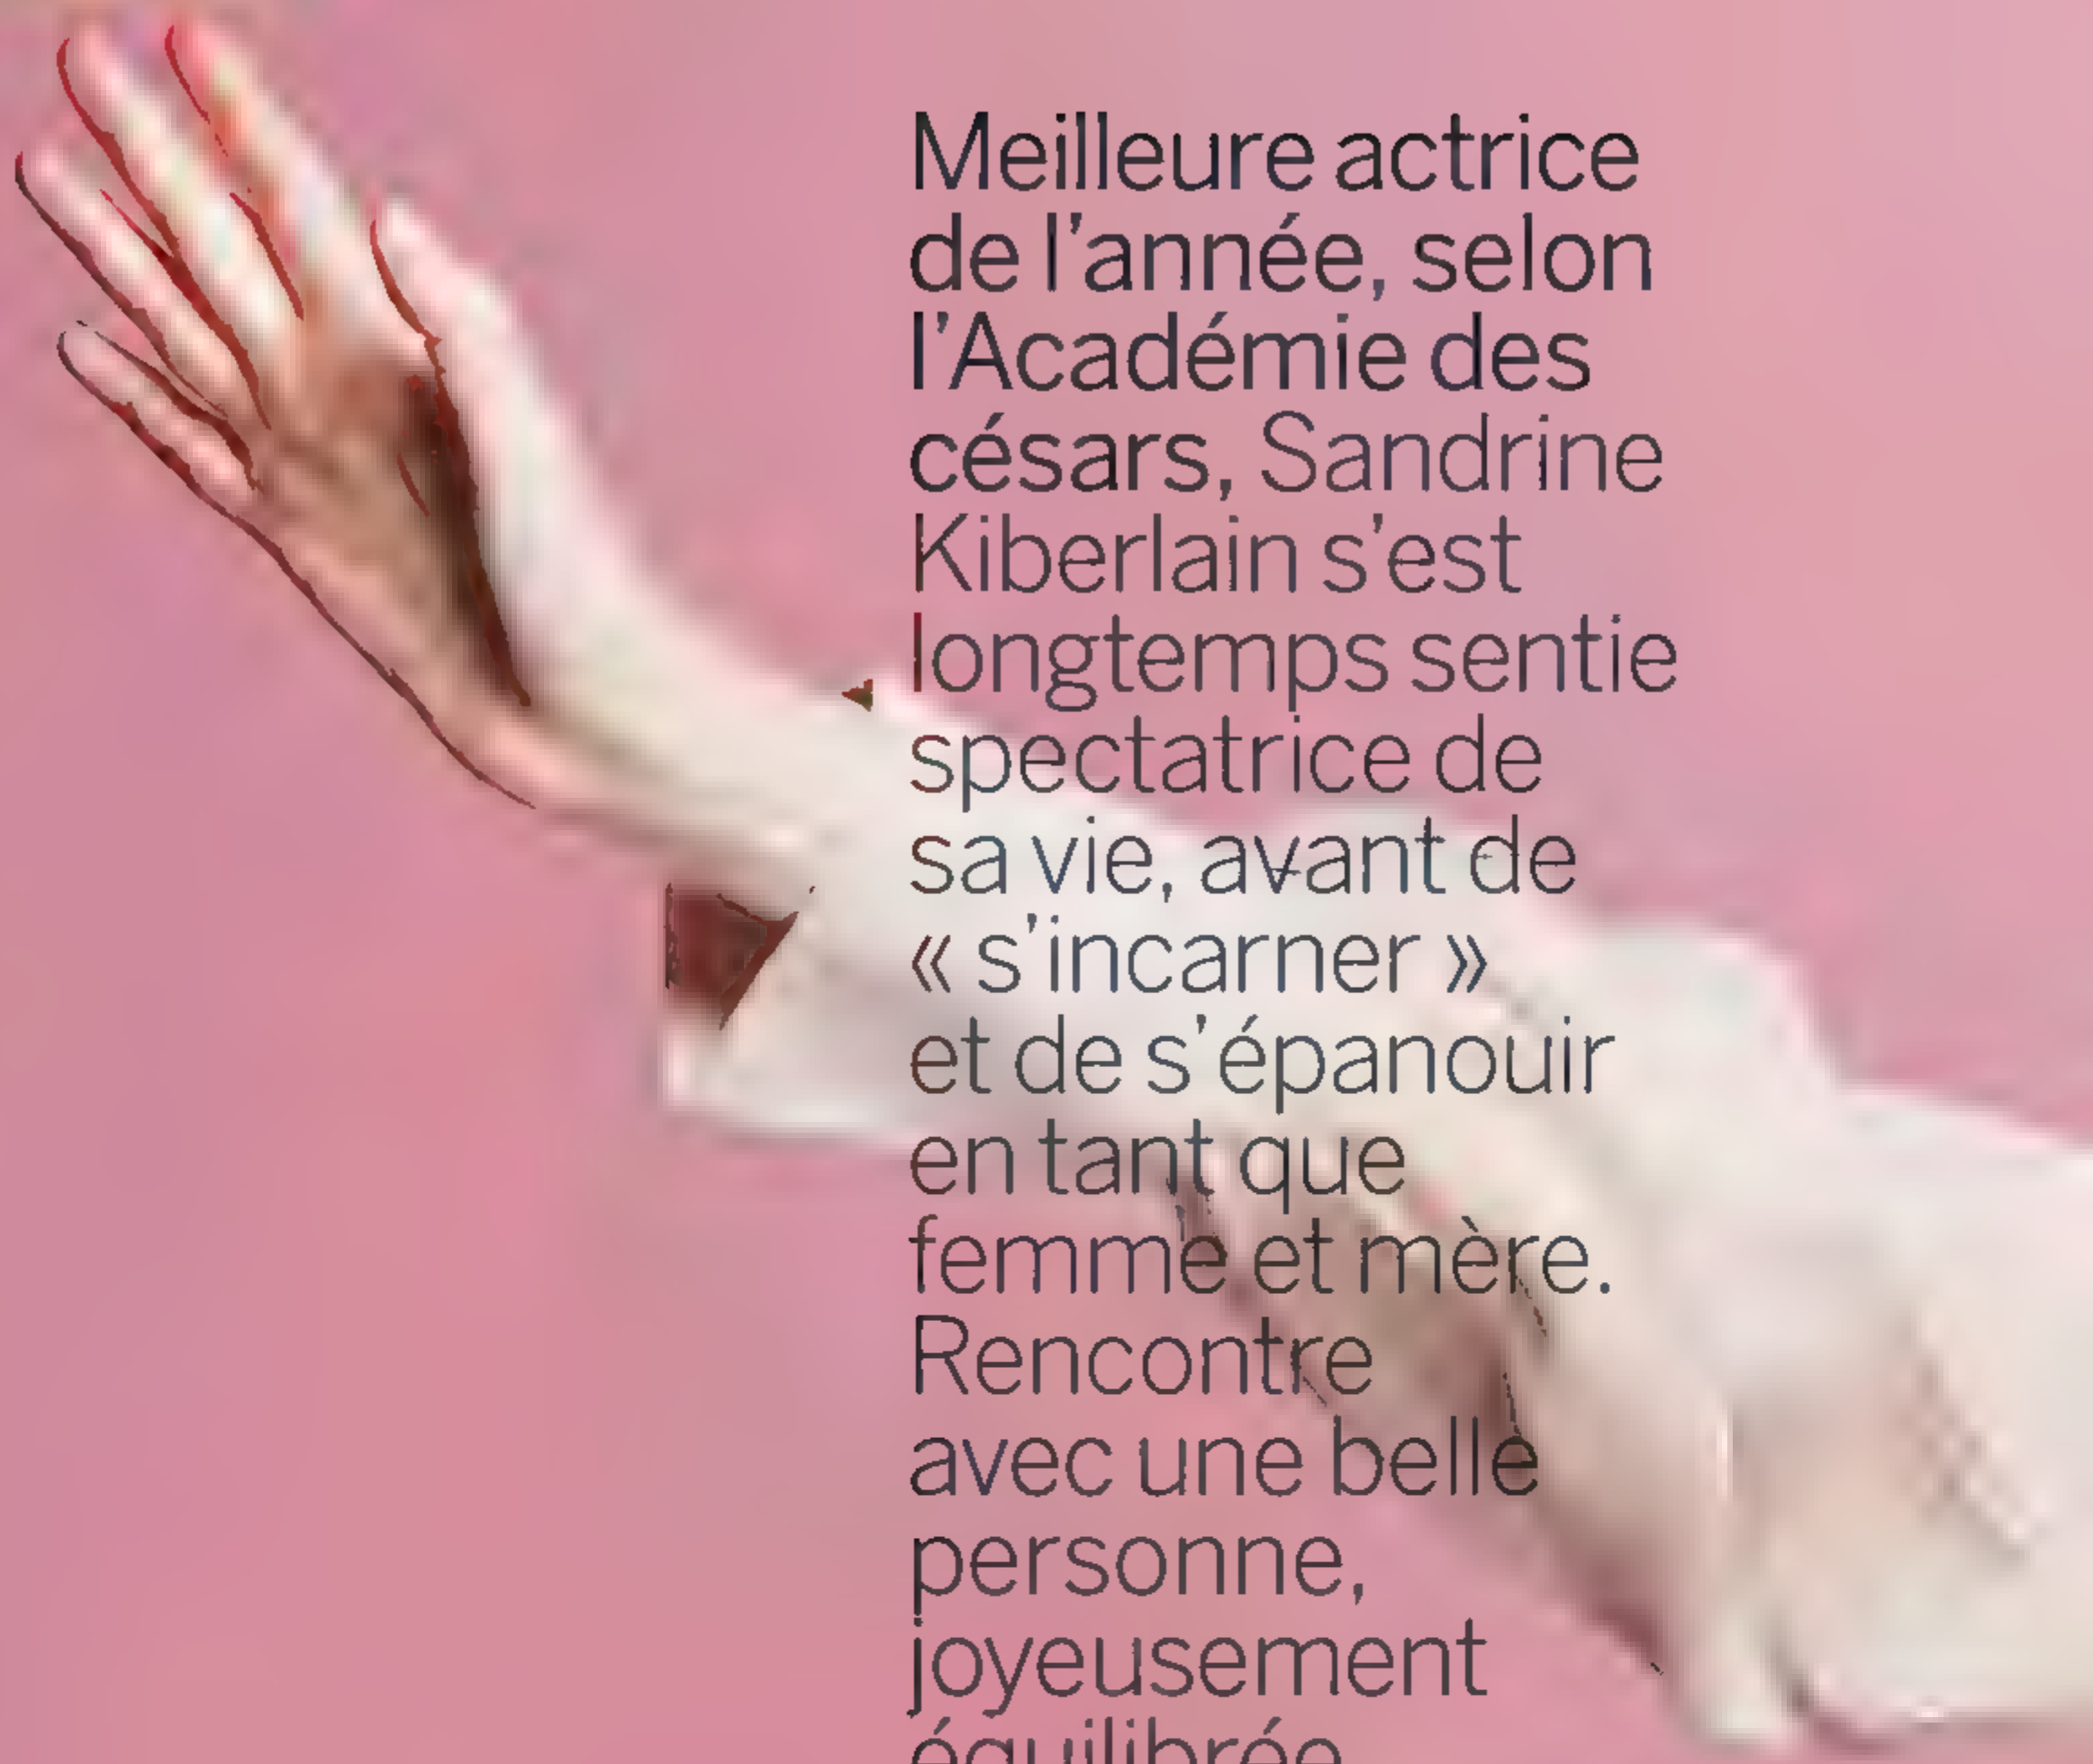 Meilleure actrice
de l’année, selon
l’Académie des
césars, Sandrine
Kiberlain s’est
longtemps sentie
spectatrice de
sa vie, avant de
« s’incarner »
et de s’épanouir
en tant que
femme et mère.
Rencontre
avec une belle
personne,
joyeusement
équilibrée